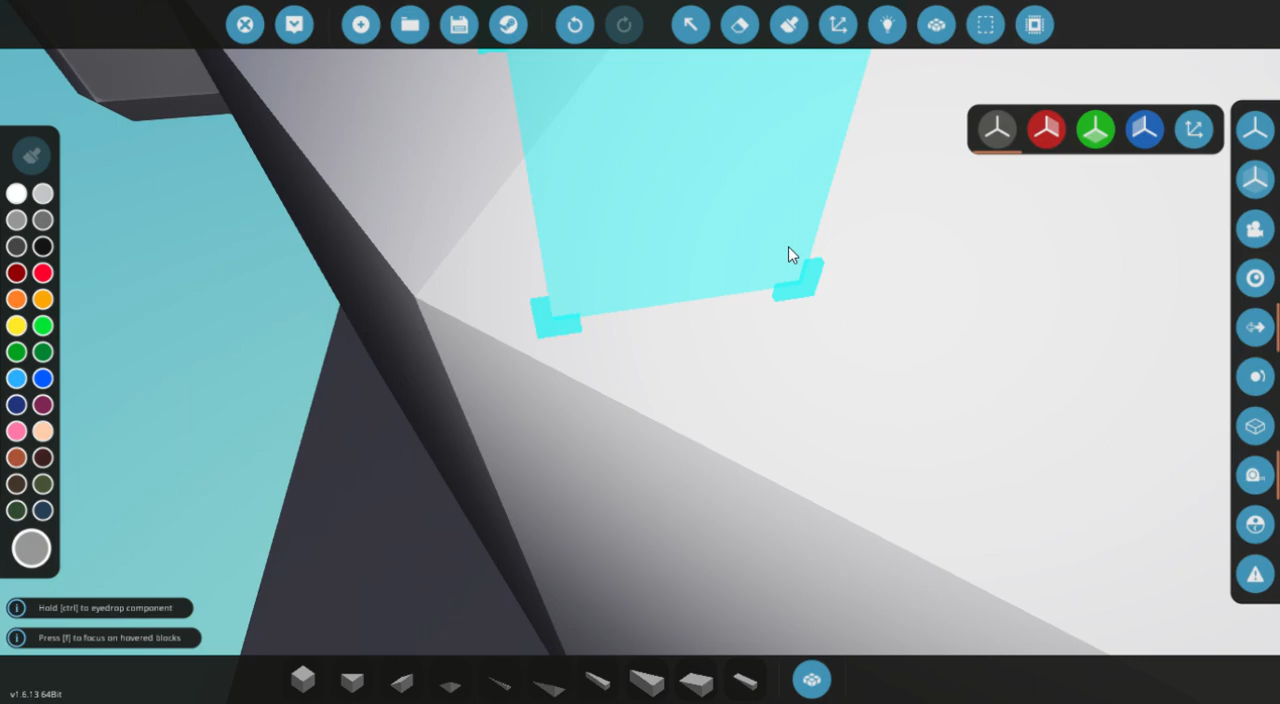 Hold [ctrl] to eyedrop component
Press [f] to focus on hovered blocks
v1.6.13 64Bit